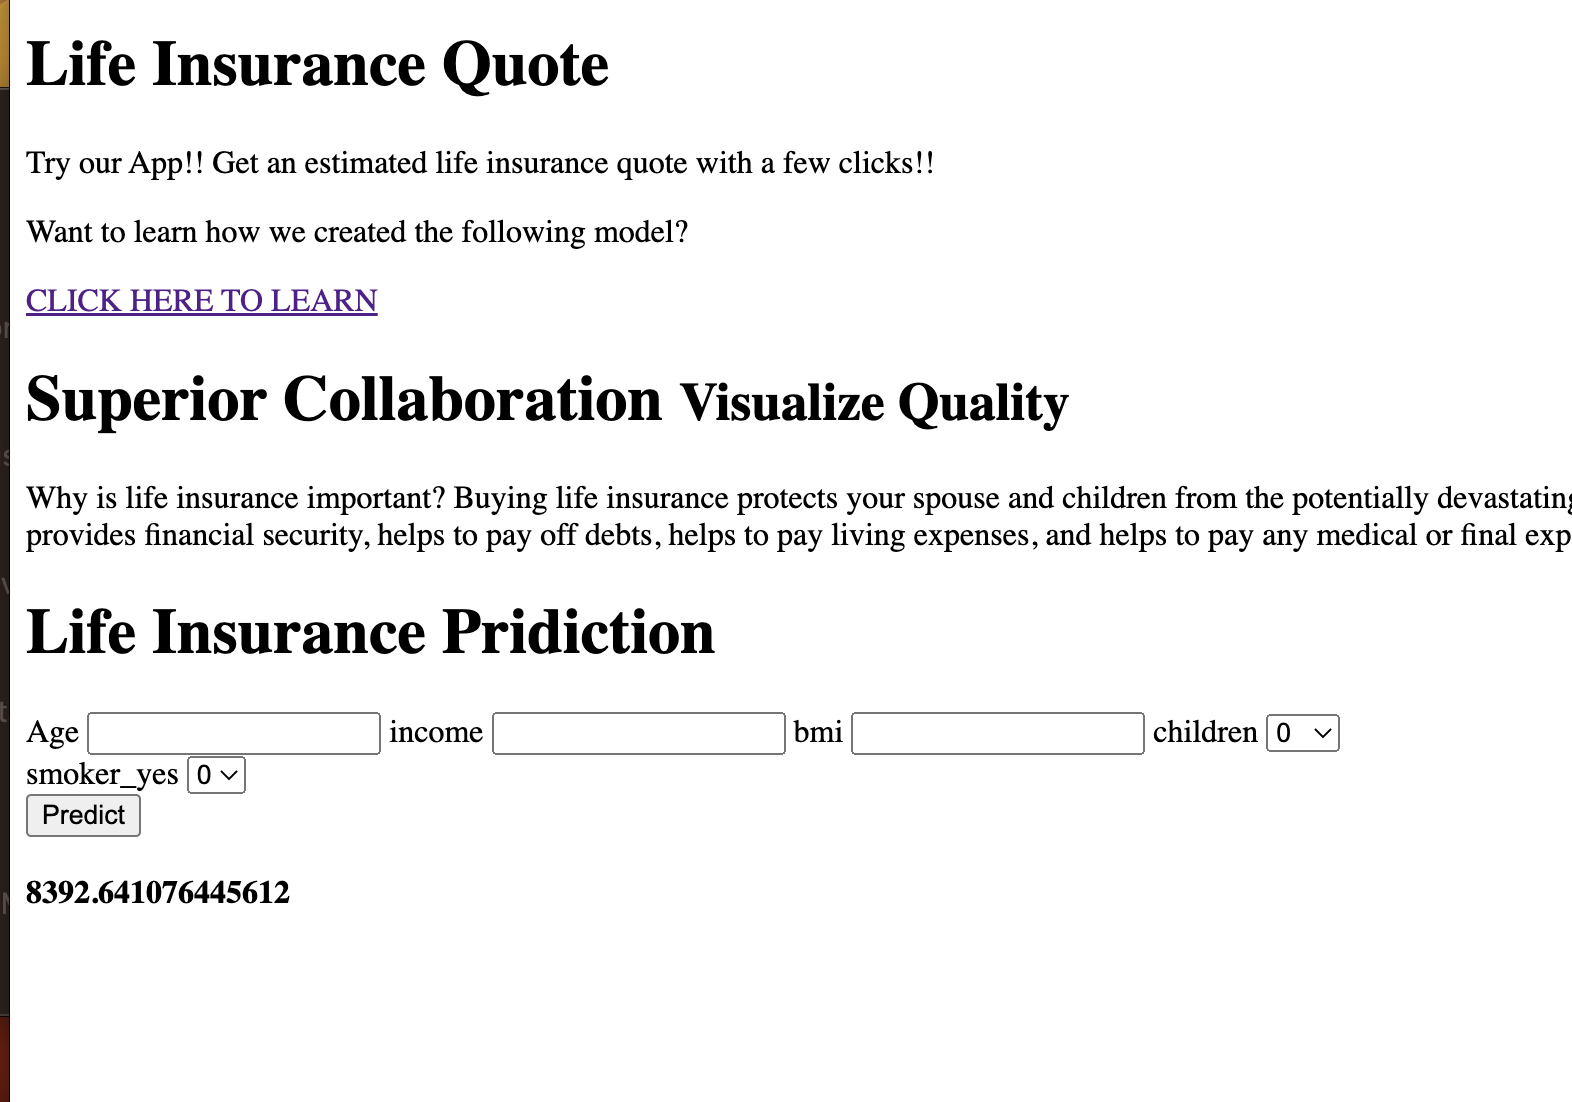 Life Insurance Quote
Try our App!! Get an estimated life insurance quote with a few clicks!!
Want to learn how we created the following model?
CLICK HERE TO LEARN
Superior Collaboration Visualize Quality
Why is life insurance important? Buying life insurance protects your spouse and children from the potentially devastating
provides financial security, helps to pay off debts, helps to pay living expenses, and helps to pay any medical or final exp
Life Insurance Pridiction
Age income bmi children 0
smoker_yes 0
Predict
8392.641076445612